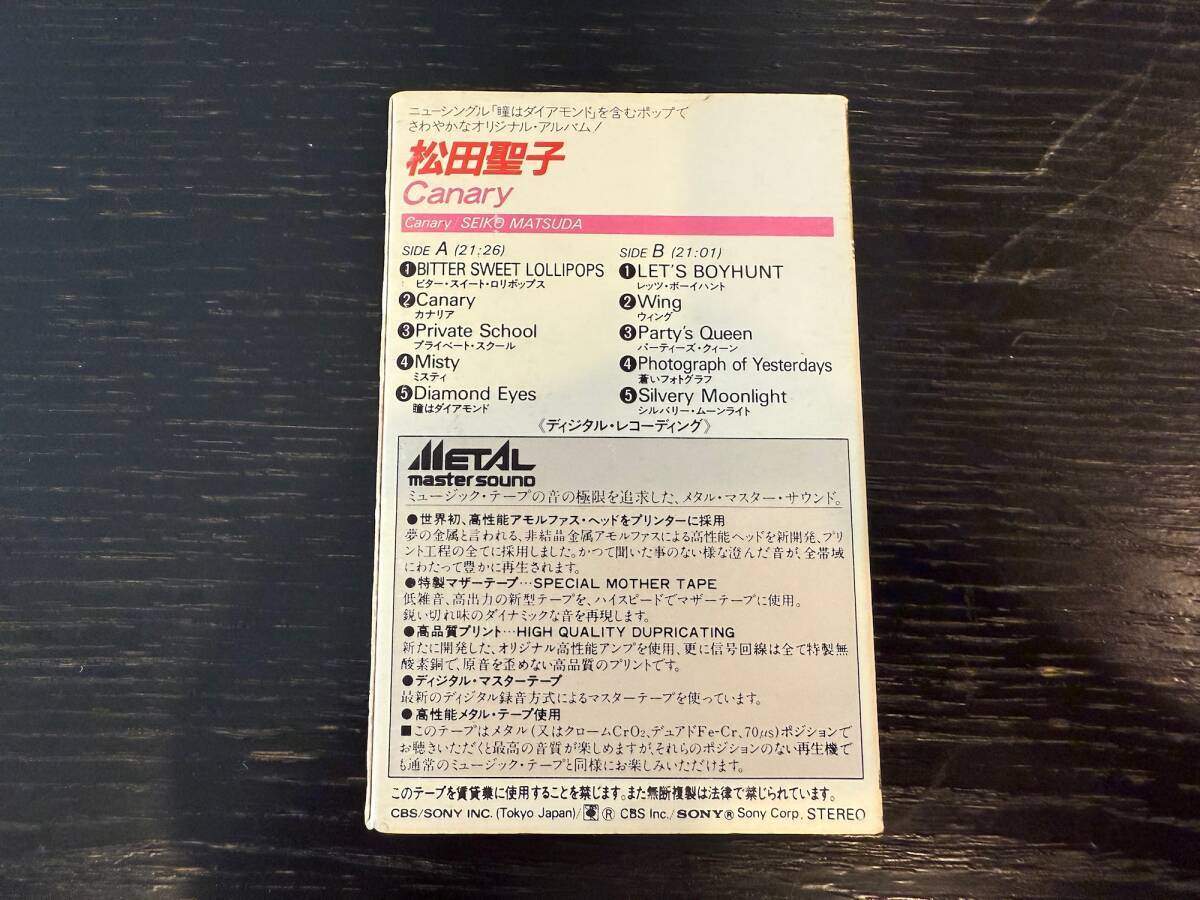 ニューシングル「瞳はダイアモンド」を含むポップで
さわやかなオリジナル・アルバム！
松田聖子
Canary
Canary / SEIKO MATSUDA
SIDE A (21:26)
❶BITTER SWEET LOLLIPOPS
ビター・スイート・ロリポップス
❷Canary
カナリア
❸Private School
プライベート・スクール
❹Misty
ミスティ
❺Diamond Eyes
瞳はダイアモンド
SIDE B (21:01)
❶LET'S BOYHUNT
レッツ・ボーイハント
❷Wing
ウィング
❸Party's Queen
パーティーズ・クィーン
❹Photograph of Yesterdays
蒼いフォトグラフ
❺Silvery Moonlight
シルバリー・ムーンライト
《ディジタル・レコーディング》
METAL
master sound
ミュージック・テープの音の極限を追求した、メタル・マスター・サウンド。
●世界初、高性能アモルファス・ヘッドをプリンターに採用
夢の金属と言われる、非結晶金属アモルファスによる高性能ヘッドを新開発、プリ
ント工程の全てに採用しました。かつて聞いた事のない様な澄んだ音が、全帯域
にわたって豊かに再生されます。
●特製マザーテープ…SPECIAL MOTHER TAPE
低雑音、高出力の新型テープを、ハイスピードでマザーテープに使用。
鋭い切れ味のダイナミックな音を再現します。
●高品質プリント…HIGH QUALITY DUPRICATING
新たに開発した、オリジナル高性能アンプを使用、更に信号回線は全て特製無
酸素銅で、原音を歪めない高品質のプリントです。
●ディジタル・マスターテープ
最新のディジタル録音方式によるマスターテープを使っています。
●高性能メタル・テープ使用
■このテープはメタル(又はクロームCrO₂、デュアドFe-Cr、70μs)ポジションで
お聴きいただくと最高の音質が楽しめますが、それらのポジションのない再生機で
も通常のミュージック・テープと同様にお楽しみいただけます。
このテープを賃貸業に使用することを禁じます。また無断複製は法律で禁じられています。
CBS/SONY INC. (Tokyo Japan)/ ® CBS Inc./ SONY® Sony Corp. STEREO